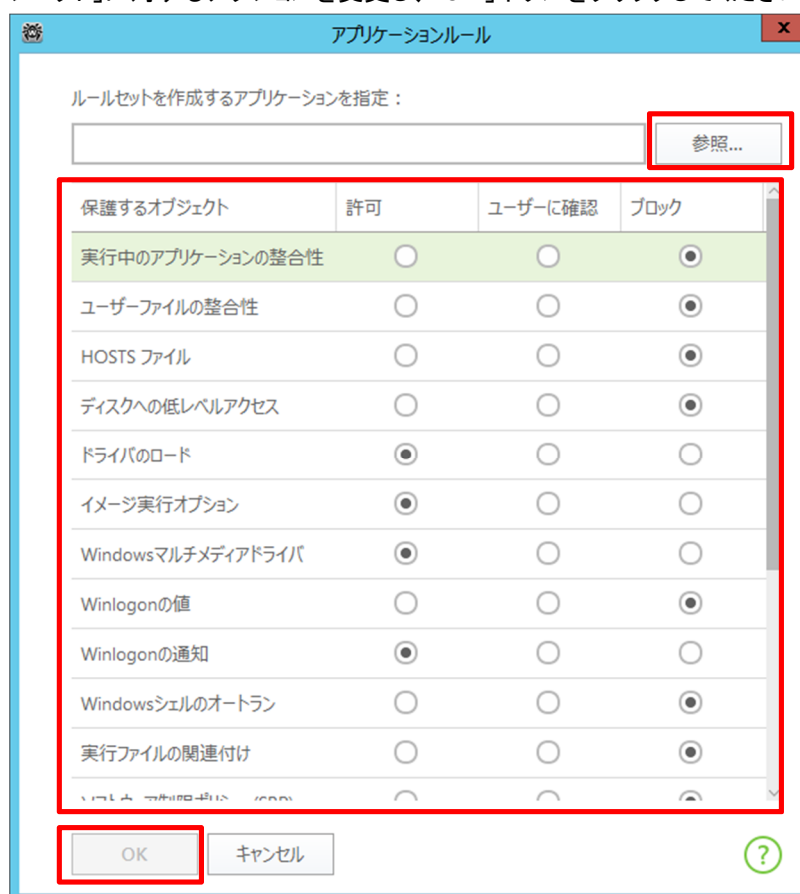 アプリケーションルール
x
ルールセットを作成するアプリケーションを指定：
参照...
保護するオブジェクト 許可 ユーザーに確認 ブロック
実行中のアプリケーションの整合性
ユーザーファイルの整合性
HOSTS ファイル
ディスクへの低レベルアクセス
ドライバのロード
イメージ実行オプション
Windowsマルチメディアドライバ
Winlogonの値
Winlogonの通知
Windowsシェルのオートラン
実行ファイルの関連付け
OK キャンセル ?